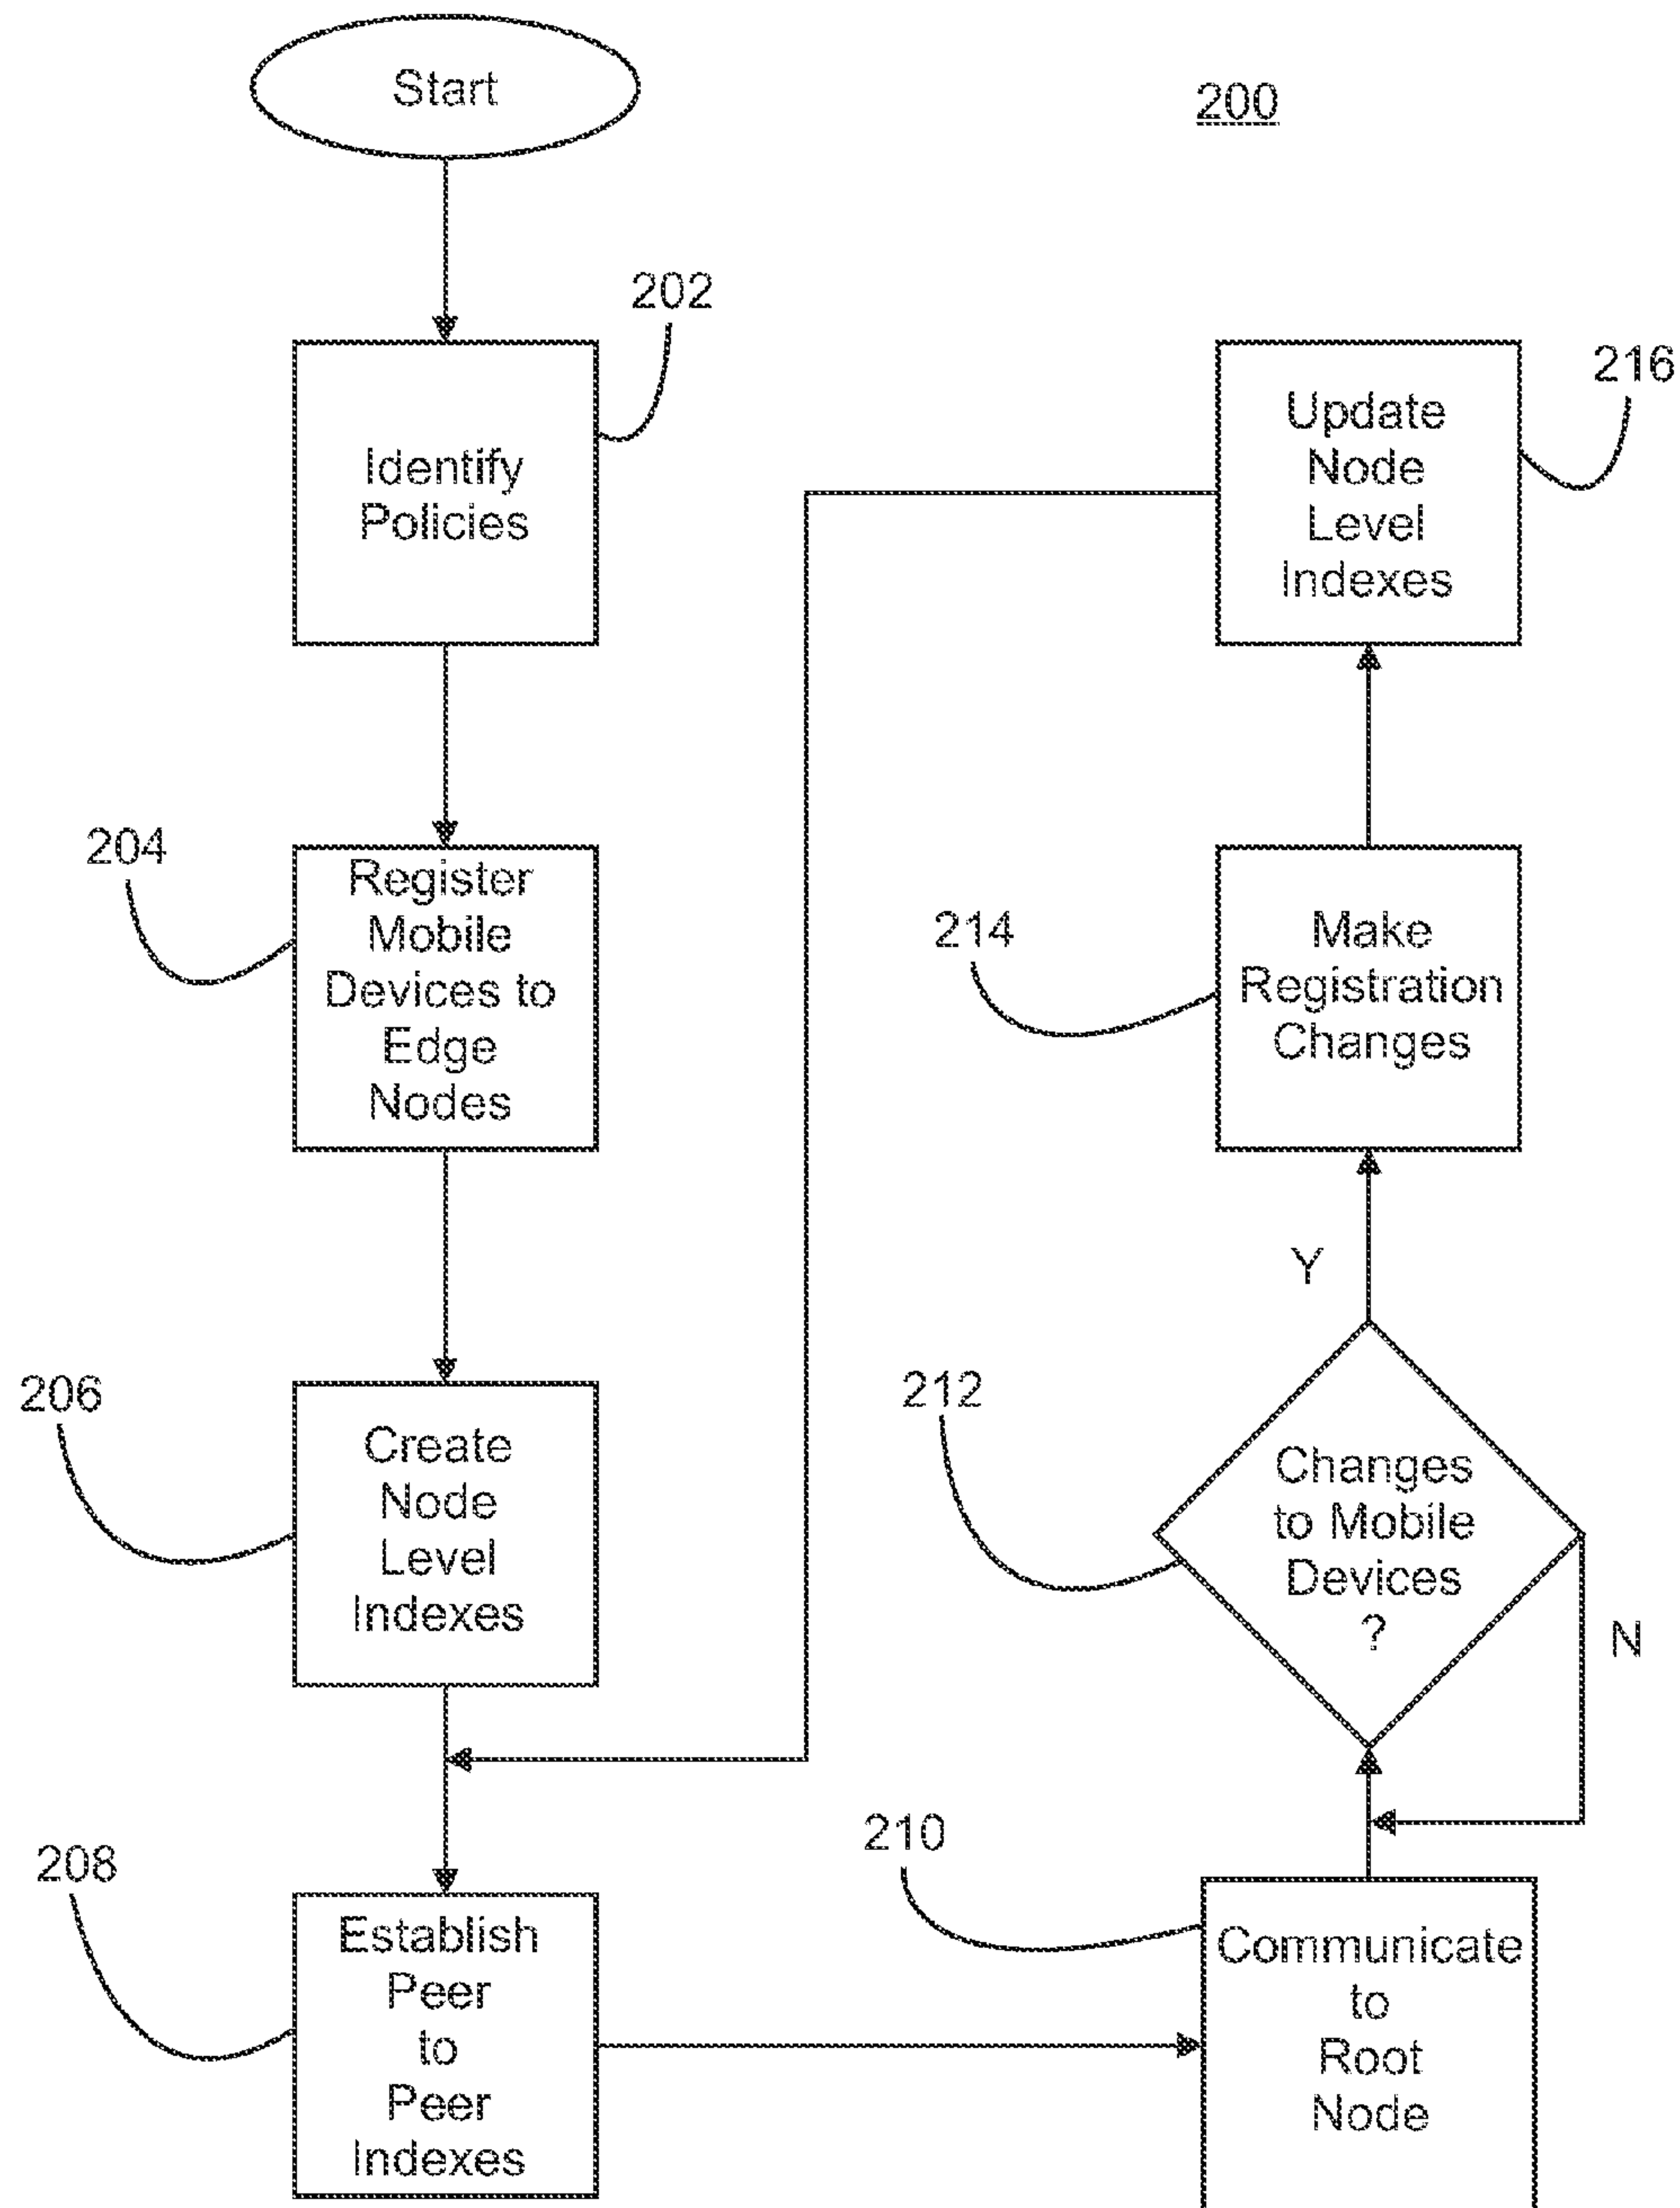 Start
200
202
Identify
Policies
204
Register
Mobile
Devices to
Edge
Nodes
206
Create
Node
Level
Indexes
208
Establish
Peer
to
Peer
Indexes
210
Communicate
to
Root
Node
212
Changes
to Mobile
Devices
?
N
Y
214
Make
Registration
Changes
216
Update
Node
Level
Indexes